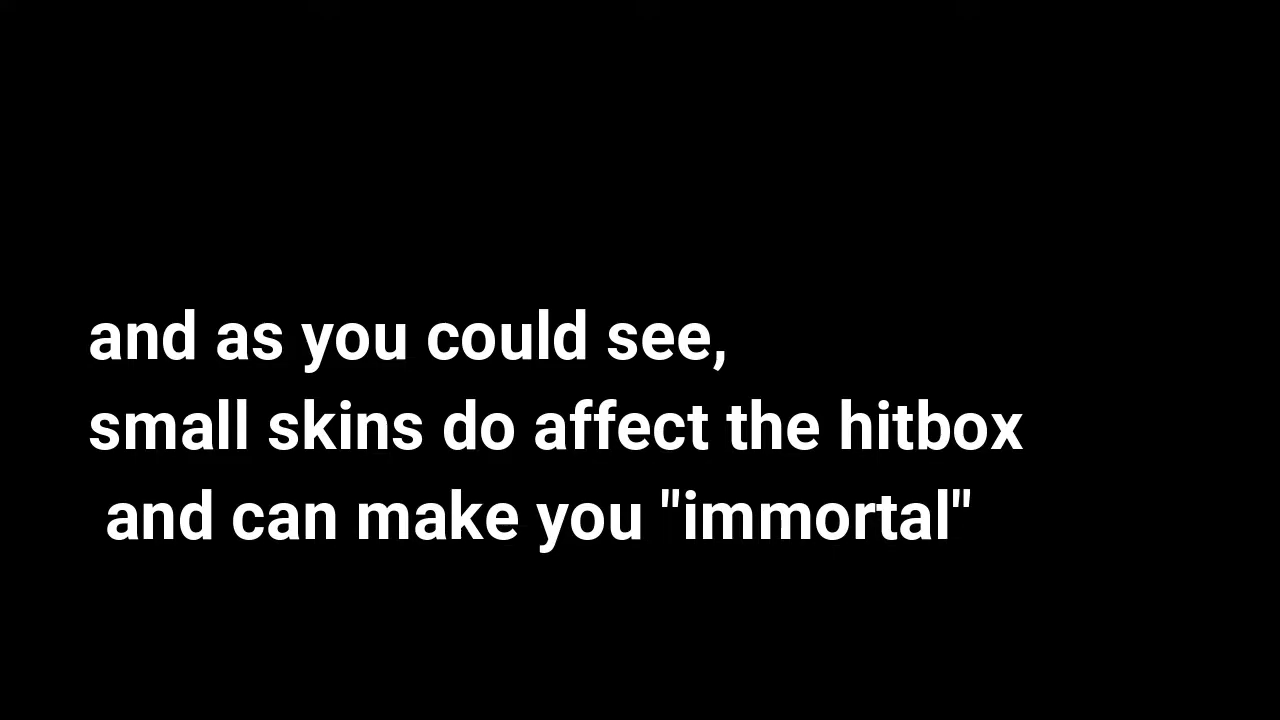 and as you could see,
small skins do affect the hitbox
and can make you "immortal"